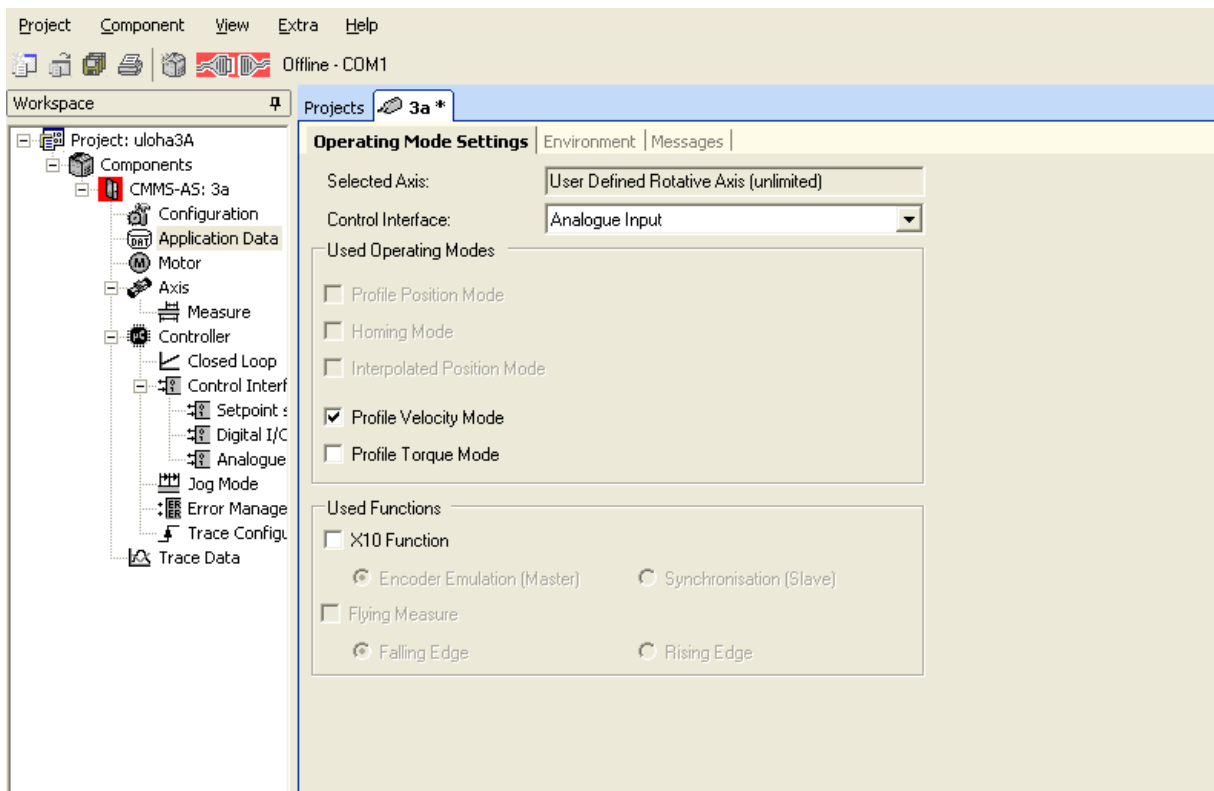 Project Component View Extra Help
Offline - COM1
Workspace
Projects 3a *
Project: uloha3A
Components
CMMS-AS: 3a
Configuration
Application Data
DAT
Motor
M
Axis
Measure
Controller
µC
Closed Loop
Control Interf
Setpoint s
Digital I/O
Analogue
Jog Mode
Error Manage
ER
ER
Trace Configu
Trace Data
Operating Mode Settings Environment Messages
Selected Axis: User Defined Rotative Axis (unlimited)
Control Interface: Analogue Input
Used Operating Modes
Profile Position Mode
Homing Mode
Interpolated Position Mode
Profile Velocity Mode
Profile Torque Mode
Used Functions
X10 Function
Encoder Emulation (Master) Synchronisation (Slave)
Flying Measure
Falling Edge Rising Edge